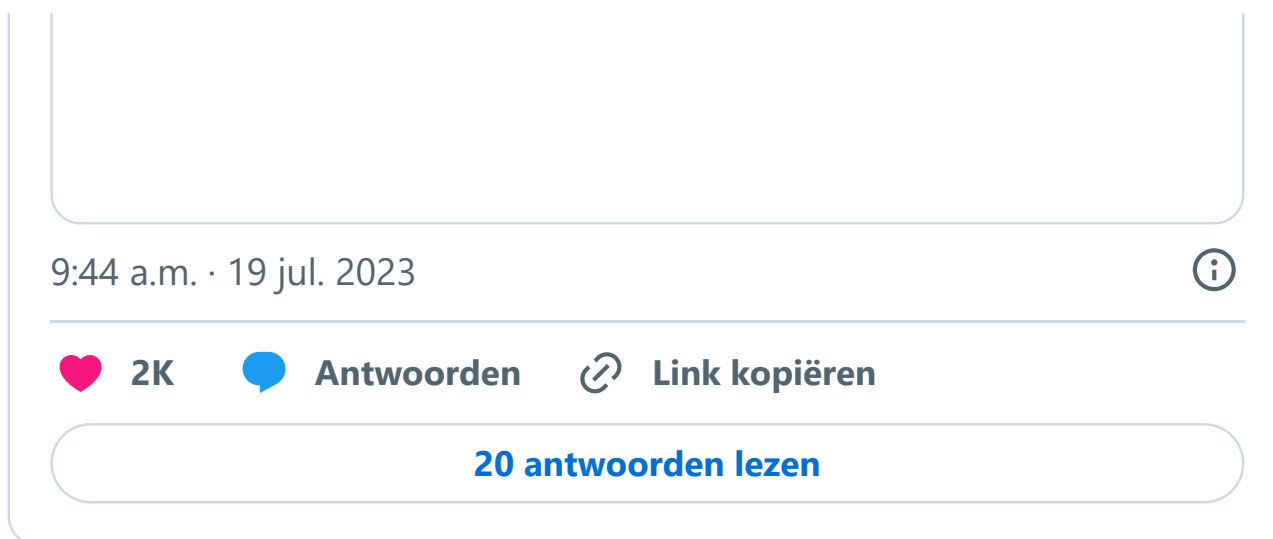 9:44 a.m. · 19 jul. 2023
2K Antwoorden Link kopiëren
20 antwoorden lezen